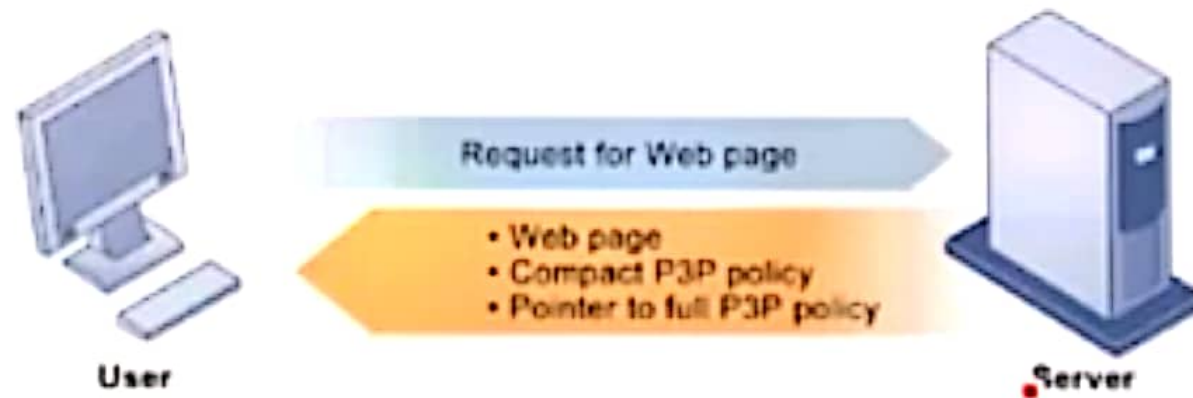 Request for Web page
• Web page
• Compact P3P policy
• Pointer to full P3P policy
User
Server